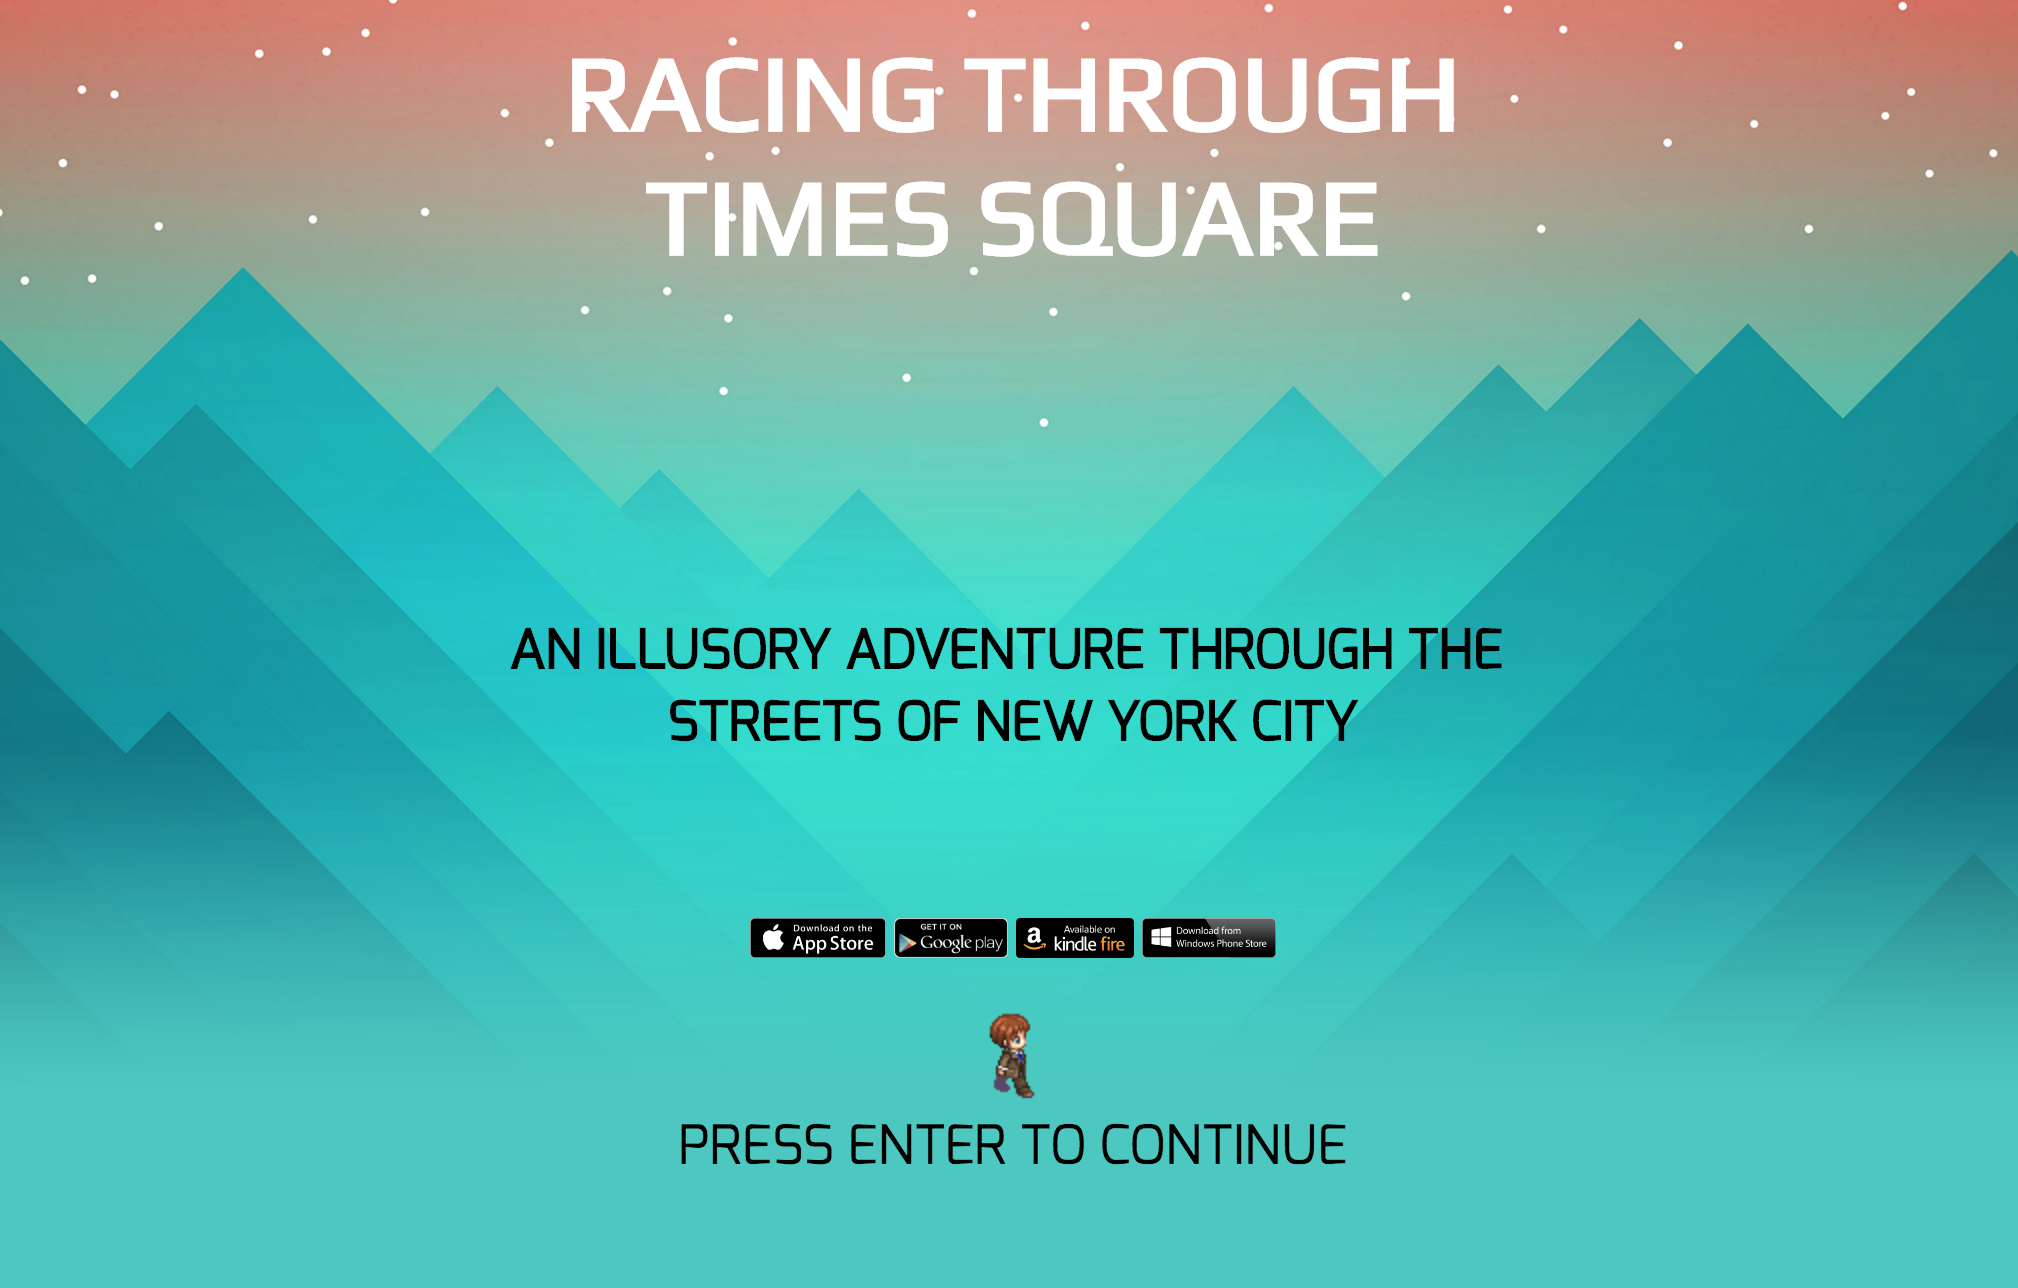 RACING THROUGH
TIMES SQUARE
AN ILLUSORY ADVENTURE THROUGH THE
STREETS OF NEW YORK CITY
Download on the
App Store
GET IT ON
Google play
Available on
a kindle fire
Download from
Windows Phone Store
PRESS ENTER TO CONTINUE